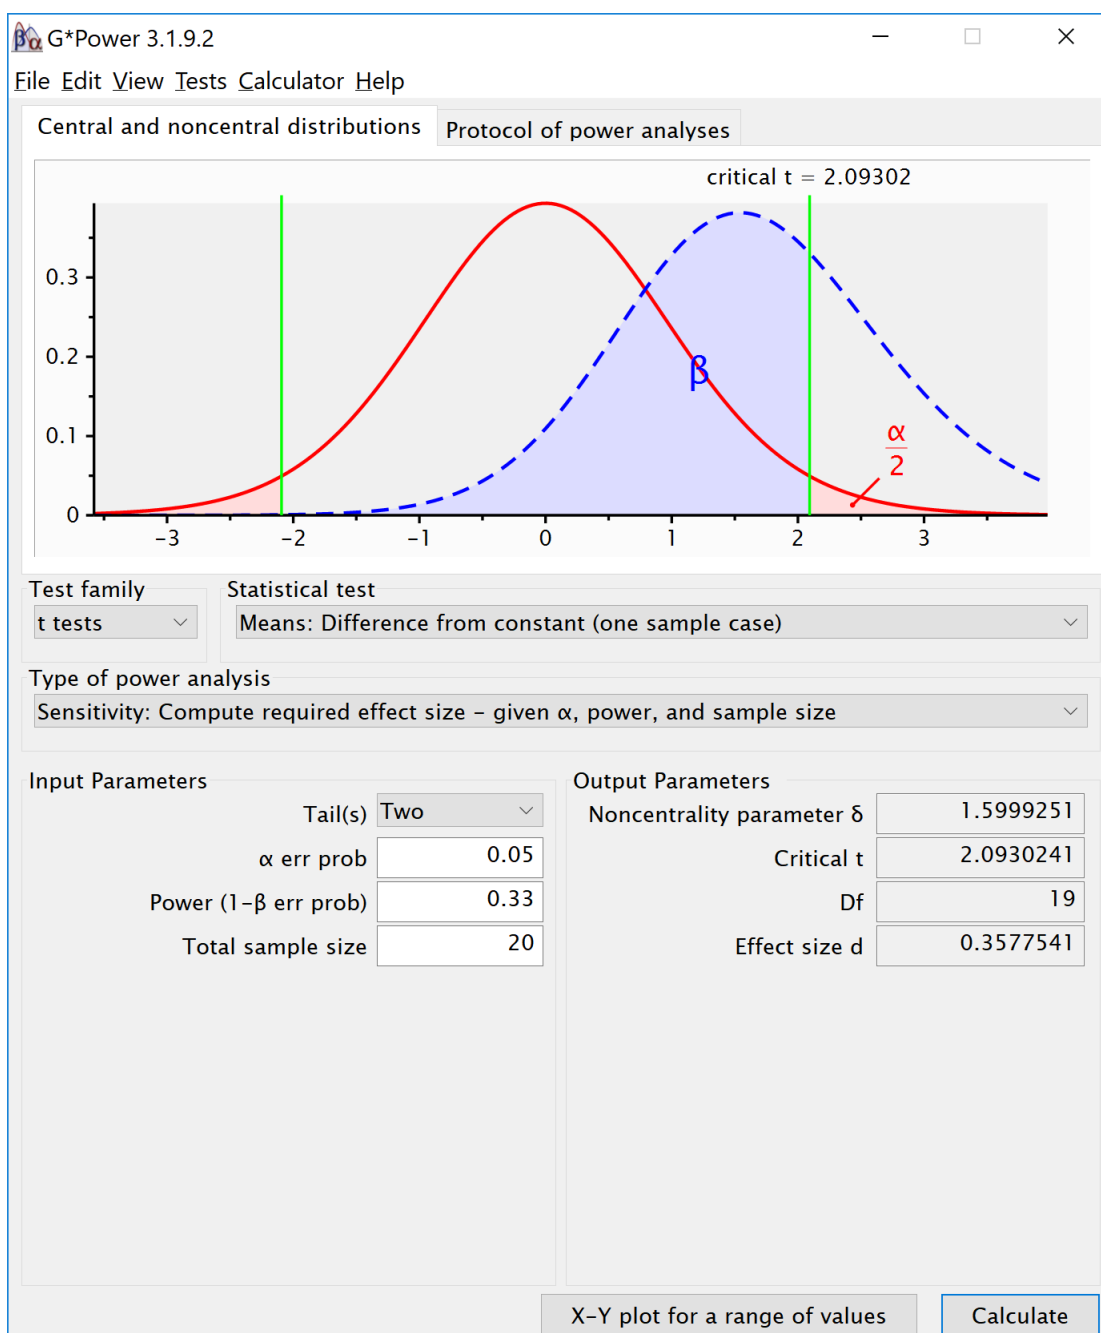 G*Power 3.1.9.2
File Edit View Tests Calculator Help
Central and noncentral distributions
Protocol of power analyses
critical t = 2.09302
0.3
0.2
0.1
0
β
α
2
-3
-2
-1
0
1
2
3
Test family
Statistical test
t tests
Means: Difference from constant (one sample case)
Type of power analysis
Sensitivity: Compute required effect size – given α, power, and sample size
Input Parameters
Output Parameters
Tail(s) Two
Noncentrality parameter δ 1.5999251
α err prob 0.05
Critical t 2.0930241
Power (1-β err prob) 0.33
Df 19
Total sample size 20
Effect size d 0.3577541
X-Y plot for a range of values
Calculate